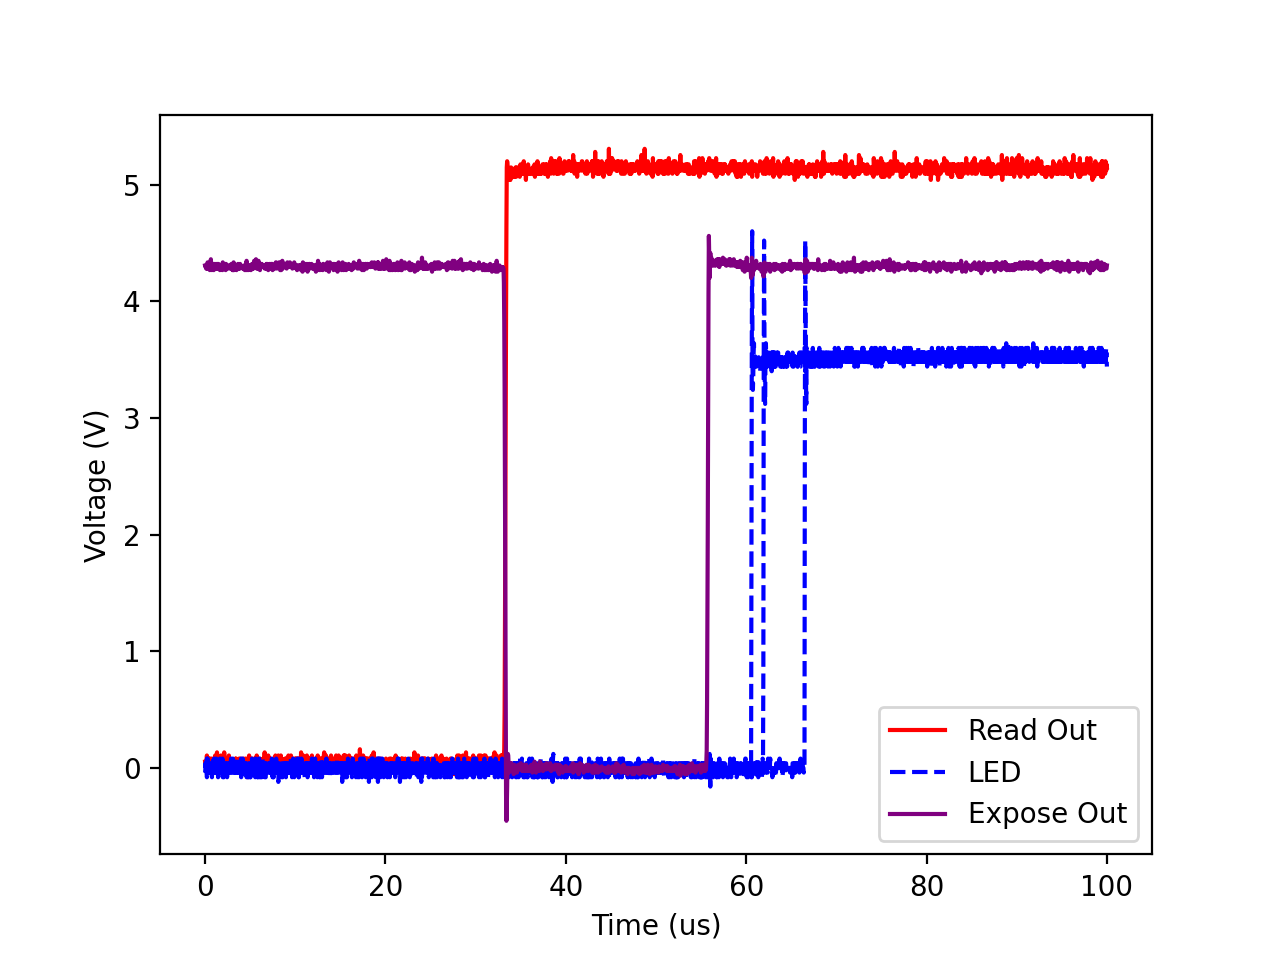 5
4
3
2
1
0
Voltage (V)
0 20 40 60 80 100
Time (us)
Read Out
LED
Expose Out